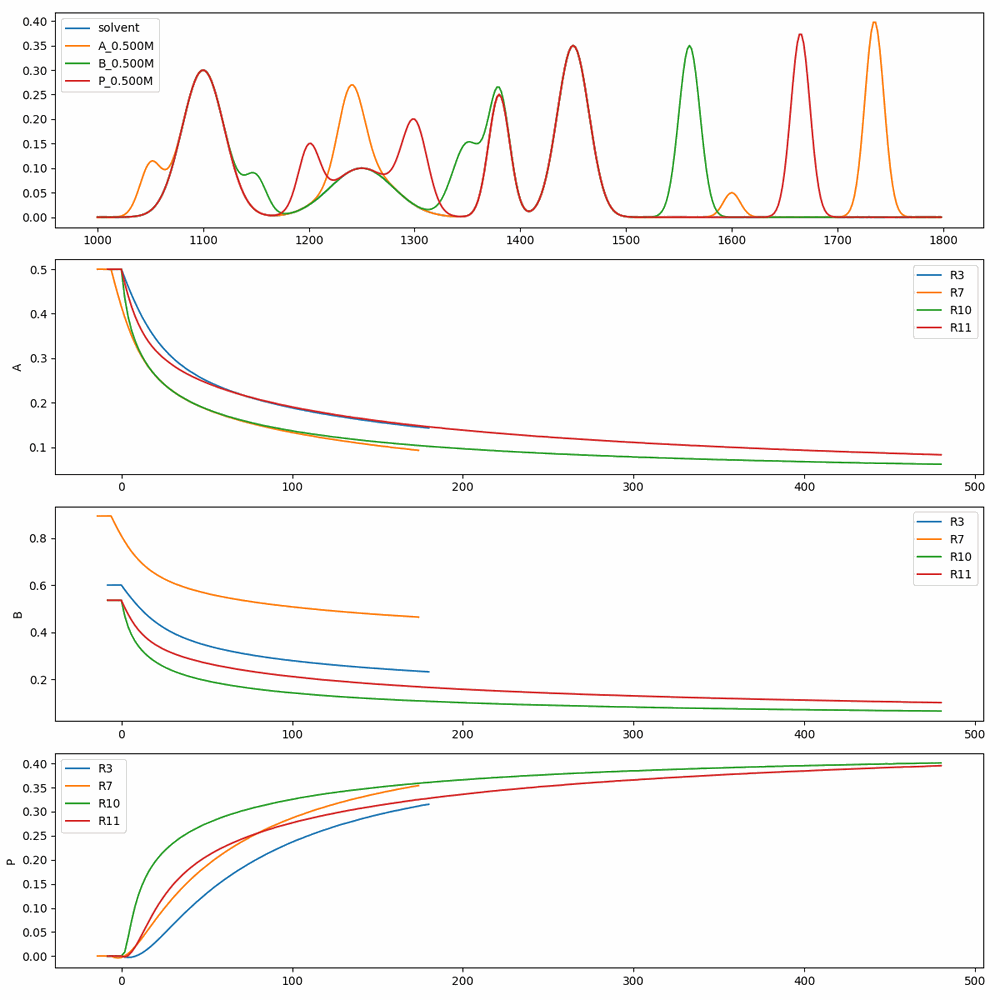 0.40
0.35
0.30
0.25
0.20
0.15
0.10
0.05
0.00
solvent
A_0.500M
B_0.500M
P_0.500M
1000 1100 1200 1300 1400 1500 1600 1700 1800
A
0.5
0.4
0.3
0.2
0.1
R3
R7
R10
R11
0 100 200 300 400 500
B
0.8
0.6
0.4
0.2
R3
R7
R10
R11
0 100 200 300 400 500
P
0.40
0.35
0.30
0.25
0.20
0.15
0.10
0.05
0.00
R3
R7
R10
R11
0 100 200 300 400 500